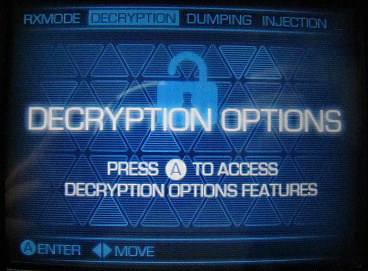 RXMODE DECRYPTION DUMPING INJECTION
DECRYPTION OPTIONS
PRESS A TO ACCESS
DECRYPTION OPTIONS FEATURES
A ENTER MOVE